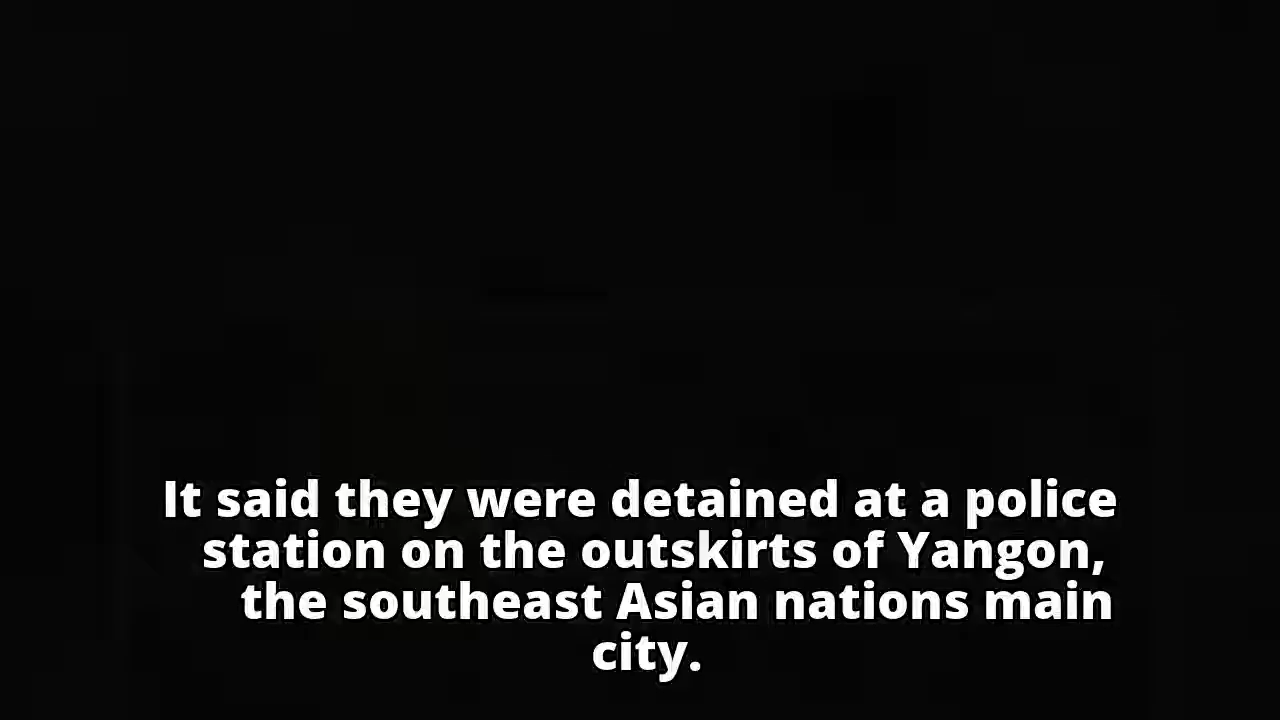 It said they were detained at a police
station on the outskirts of Yangon,
the southeast Asian nations main
city.